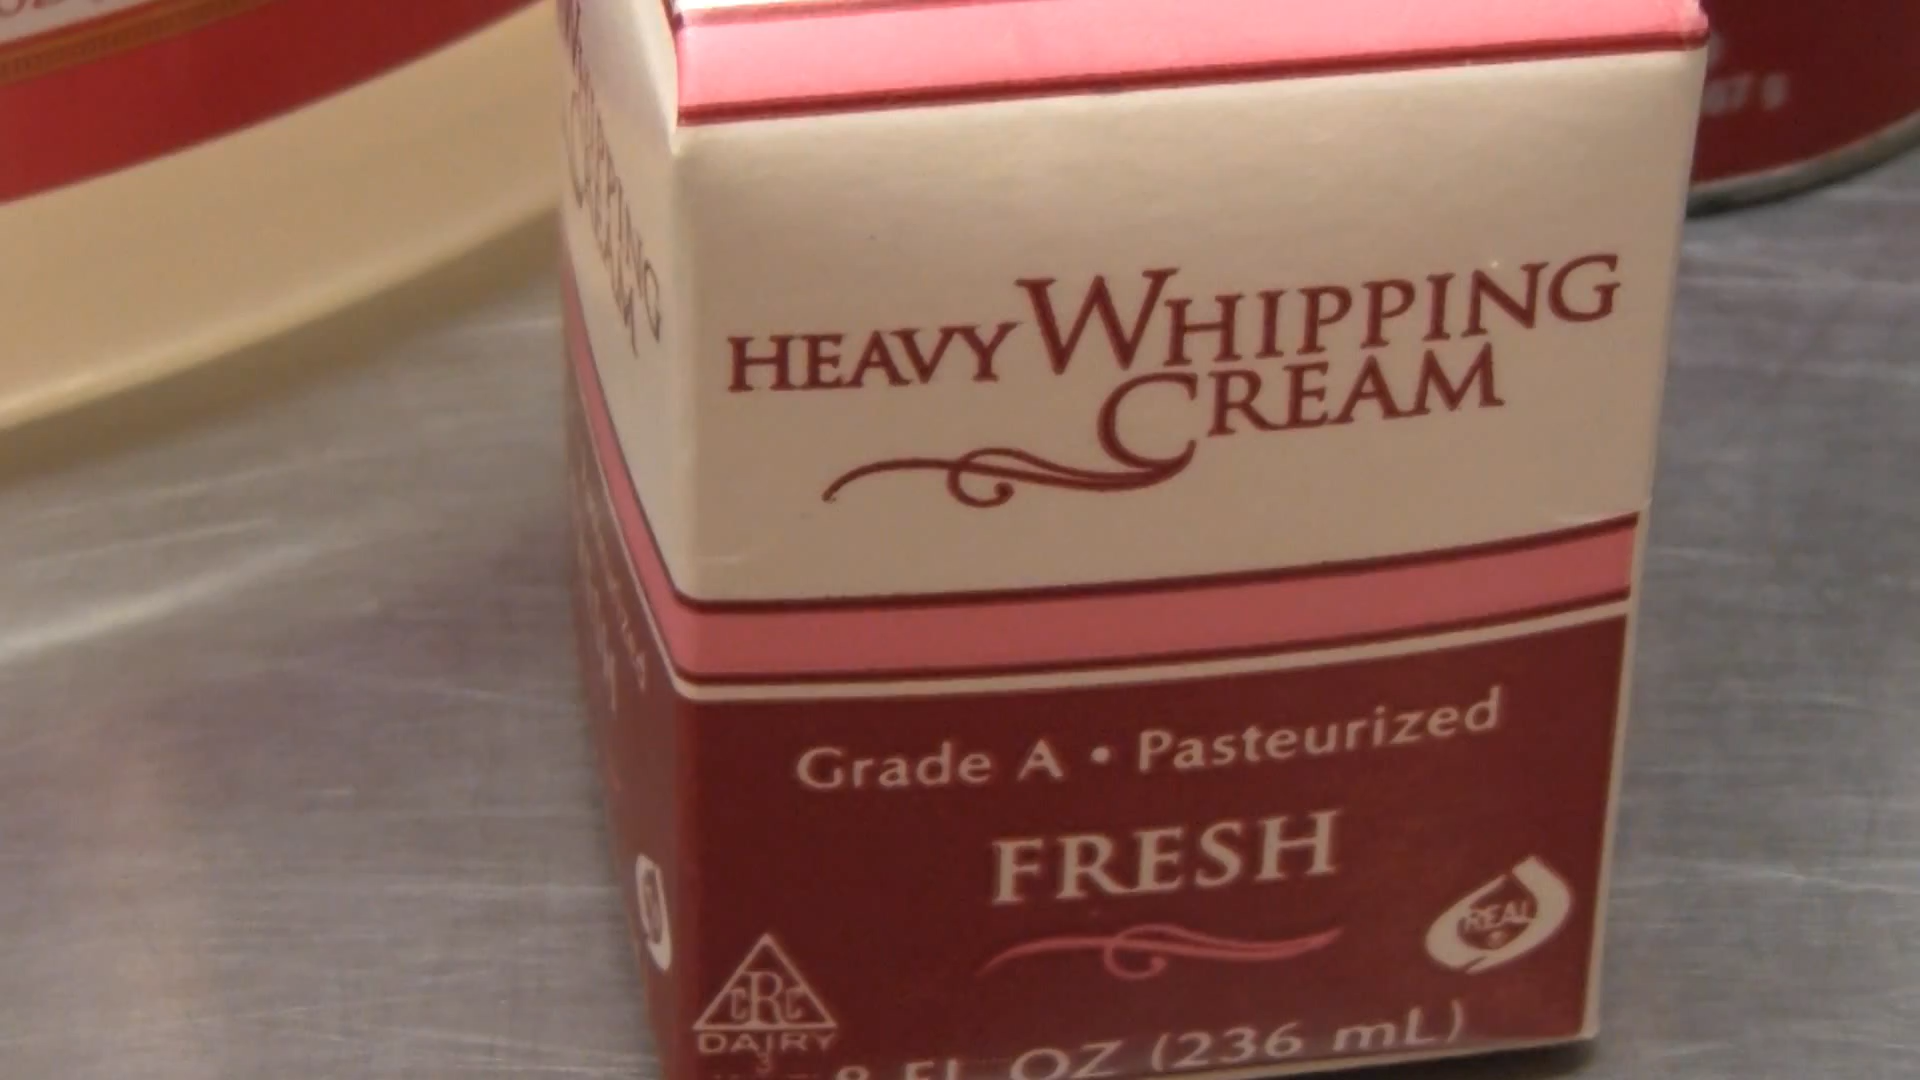 HEAVY WHIPPING
CREAM
Grade A • Pasteurized
FRESH
REAL
CRC
DAIRY
8 FL OZ (236 mL)
WHIPPING
CREAM